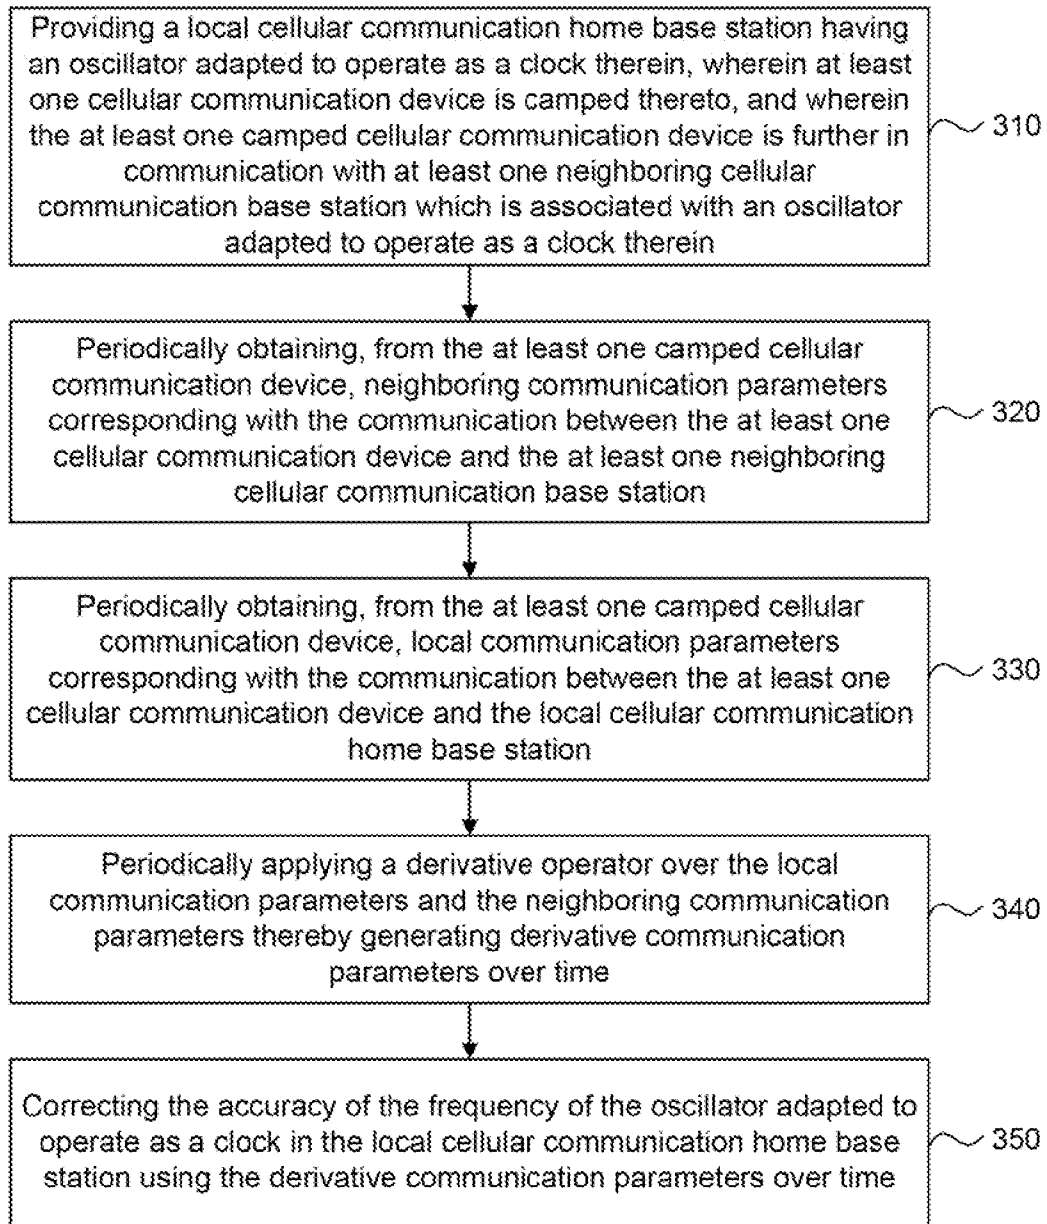 Providing a local cellular communication home base station having
an oscillator adapted to operate as a clock therein, wherein at least
one cellular communication device is camped thereto, and wherein
the at least one camped cellular communication device is further in
communication with at least one neighboring cellular
communication base station which is associated with an oscillator
adapted to operate as a clock therein
310
Periodically obtaining, from the at least one camped cellular
communication device, neighboring communication parameters
corresponding with the communication between the at least one
cellular communication device and the at least one neighboring
cellular communication base station
320
Periodically obtaining, from the at least one camped cellular
communication device, local communication parameters
corresponding with the communication between the at least one
cellular communication device and the local cellular communication
home base station
330
Periodically applying a derivative operator over the local
communication parameters and the neighboring communication
parameters thereby generating derivative communication
parameters over time
340
Correcting the accuracy of the frequency of the oscillator adapted to
operate as a clock in the local cellular communication home base
station using the derivative communication parameters over time
350